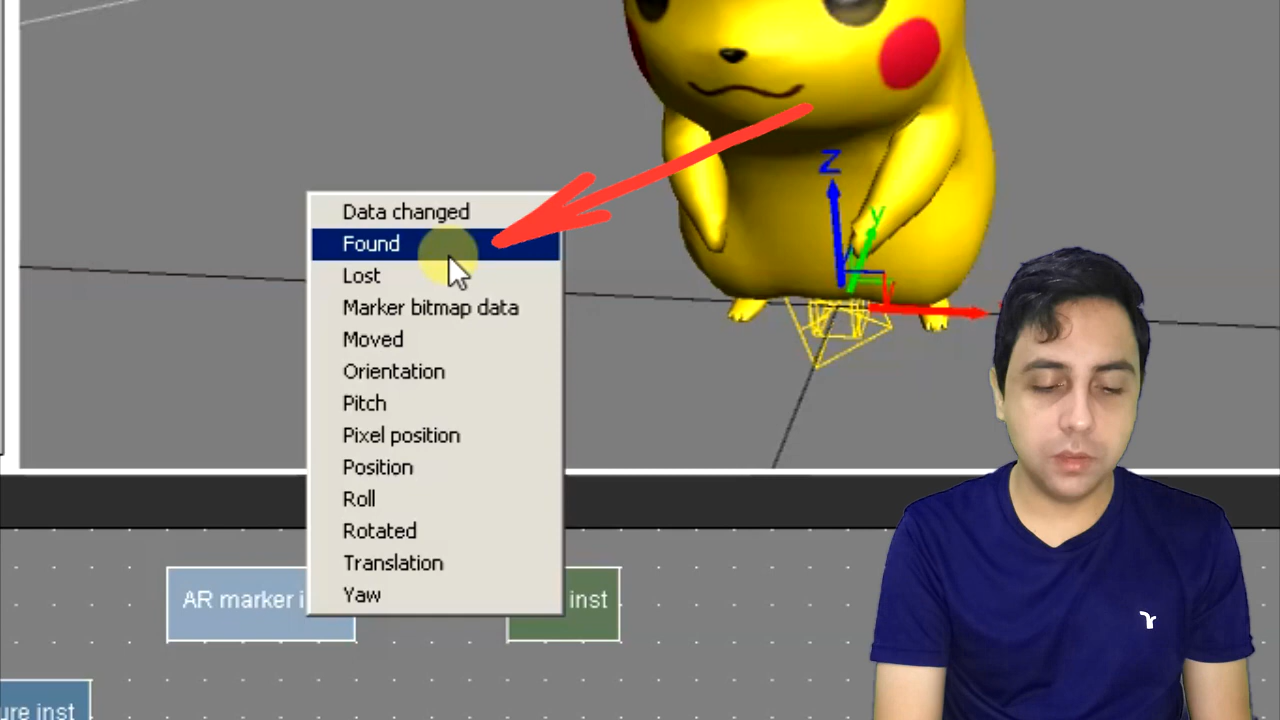 Z
y
Data changed
Found
Lost
Marker bitmap data
Moved
Orientation
Pitch
Pixel position
Position
Roll
Rotated
Translation
Yaw
AR marker i
inst
ure inst